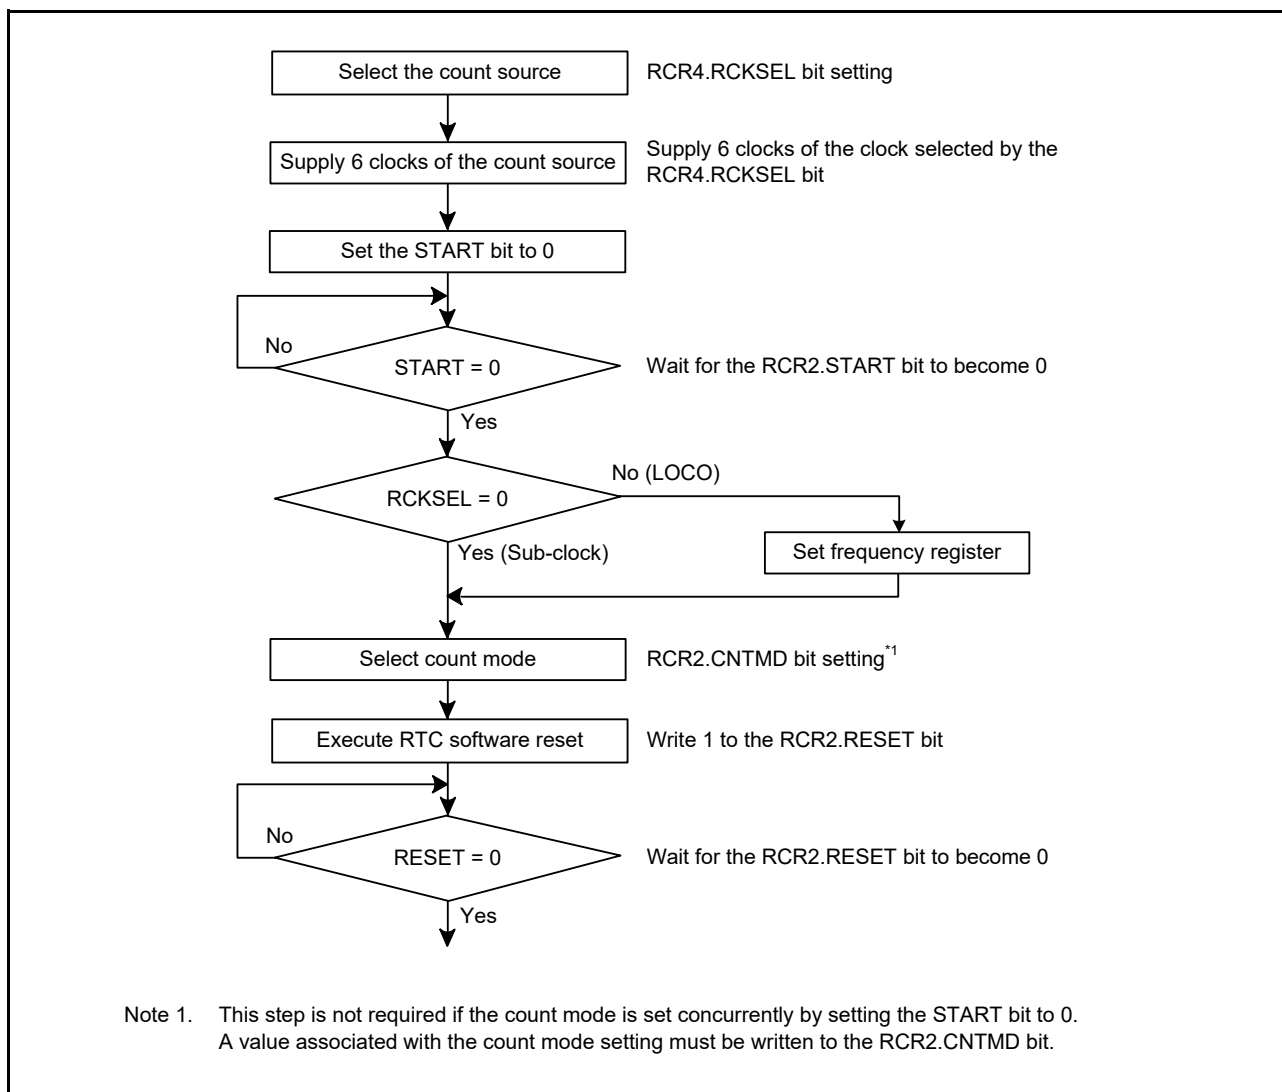 Select the count source
RCR4.RCKSEL bit setting
Supply 6 clocks of the count source
Supply 6 clocks of the clock selected by the
RCR4.RCKSEL bit
Set the START bit to 0
No
START = 0
Wait for the RCR2.START bit to become 0
Yes
No (LOCO)
RCKSEL = 0
Yes (Sub-clock)
Set frequency register
Select count mode
RCR2.CNTMD bit setting*1
Execute RTC software reset
Write 1 to the RCR2.RESET bit
No
RESET = 0
Wait for the RCR2.RESET bit to become 0
Yes
Note 1. This step is not required if the count mode is set concurrently by setting the START bit to 0.
A value associated with the count mode setting must be written to the RCR2.CNTMD bit.